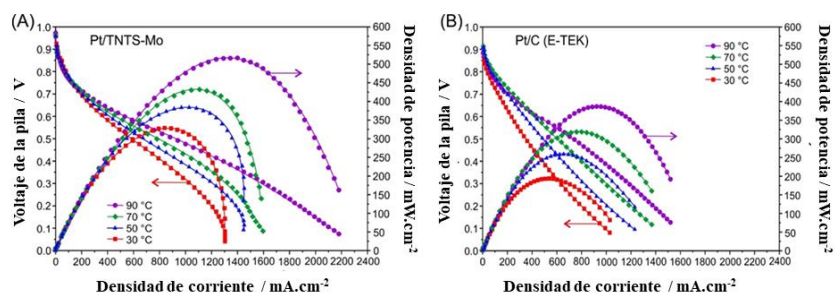 (A)
Pt/TNTS-Mo
Voltaje de la pila / V
1.0
0.9
0.8
0.7
0.6
0.5
0.4
0.3
0.2
0.1
0.0
90 °C
70 °C
50 °C
30 °C
0 200 400 600 800 1000 1200 1400 1600 1800 2000 2200 2400
Densidad de corriente / mA.cm-2
600
550
500
450
400
350
300
250
200
150
100
50
0
Densidad de potencia / mW.cm-2
(B)
Pt/C (E-TEK)
Voltaje de la pila / V
1.0
0.9
0.8
0.7
0.6
0.5
0.4
0.3
0.2
0.1
0.0
90 °C
70 °C
50 °C
30 °C
0 200 400 600 800 1000 1200 1400 1600 1800 2000 2200 2400
Densidad de corriente / mA.cm-2
600
550
500
450
400
350
300
250
200
150
100
50
0
Densidad de potencia / mW.cm-2